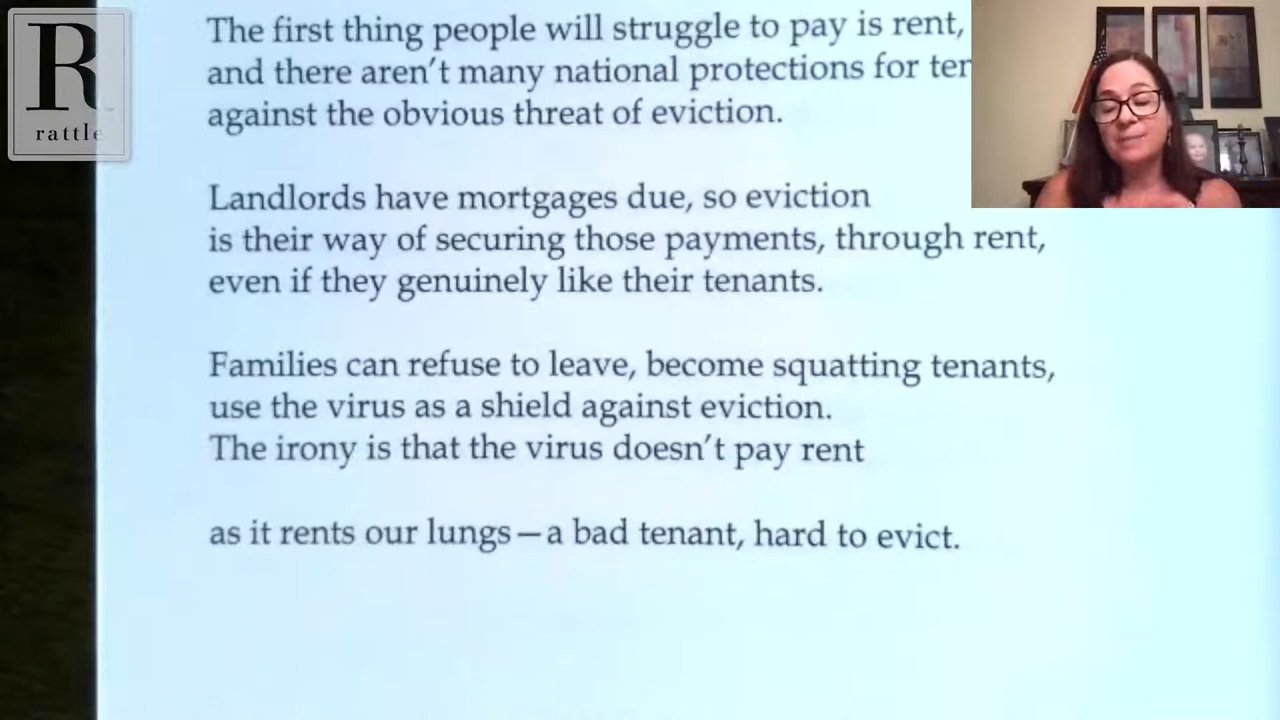 R
rattle
The first thing people will struggle to pay is rent,
and there aren't many national protections for
against the obvious threat of eviction.
Landlords have mortgages due, so eviction
is their way of securing those payments, through rent,
even if they genuinely like their tenants.
Families can refuse to leave, become squatting tenants,
use the virus as a shield against eviction.
The irony is that the virus doesn't pay rent
as it rents our lungs—a bad tenant, hard to evict.